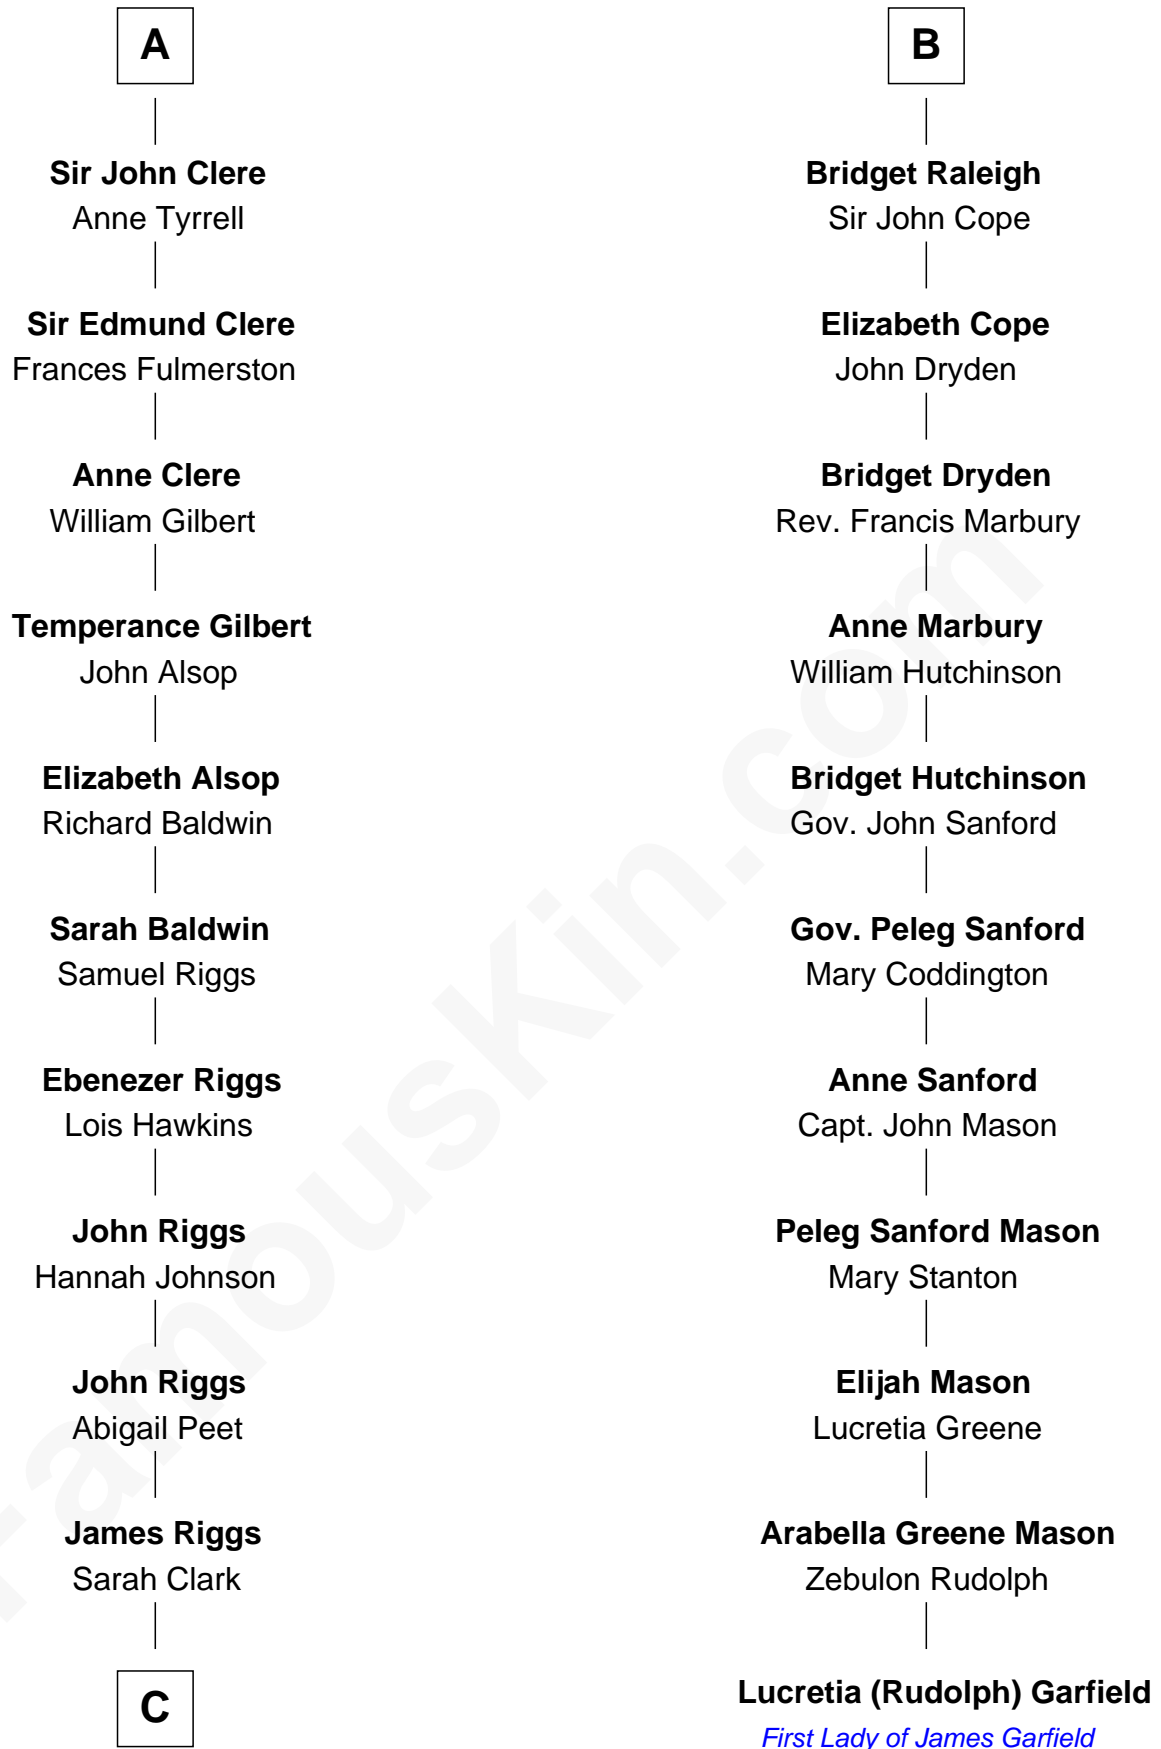 A
Sir John Clere
Anne Tyrrell
Sir Edmund Clere
Frances Fulmerston
Anne Clere
William Gilbert
Temperance Gilbert
John Alsop
Elizabeth Alsop
Richard Baldwin
Sarah Baldwin
Samuel Riggs
Ebenezer Riggs
Lois Hawkins
John Riggs
Hannah Johnson
John Riggs
Abigail Peet
James Riggs
Sarah Clark
C
B
Bridget Raleigh
Sir John Cope
Elizabeth Cope
John Dryden
Bridget Dryden
Rev. Francis Marbury
Anne Marbury
William Hutchinson
Bridget Hutchinson
Gov. John Sanford
Gov. Peleg Sanford
Mary Coddington
Anne Sanford
Capt. John Mason
Peleg Sanford Mason
Mary Stanton
Elijah Mason
Lucretia Greene
Arabella Greene Mason
Zebulon Rudolph
Lucretia (Rudolph) Garfield
First Lady of James Garfield
FamousKin.com